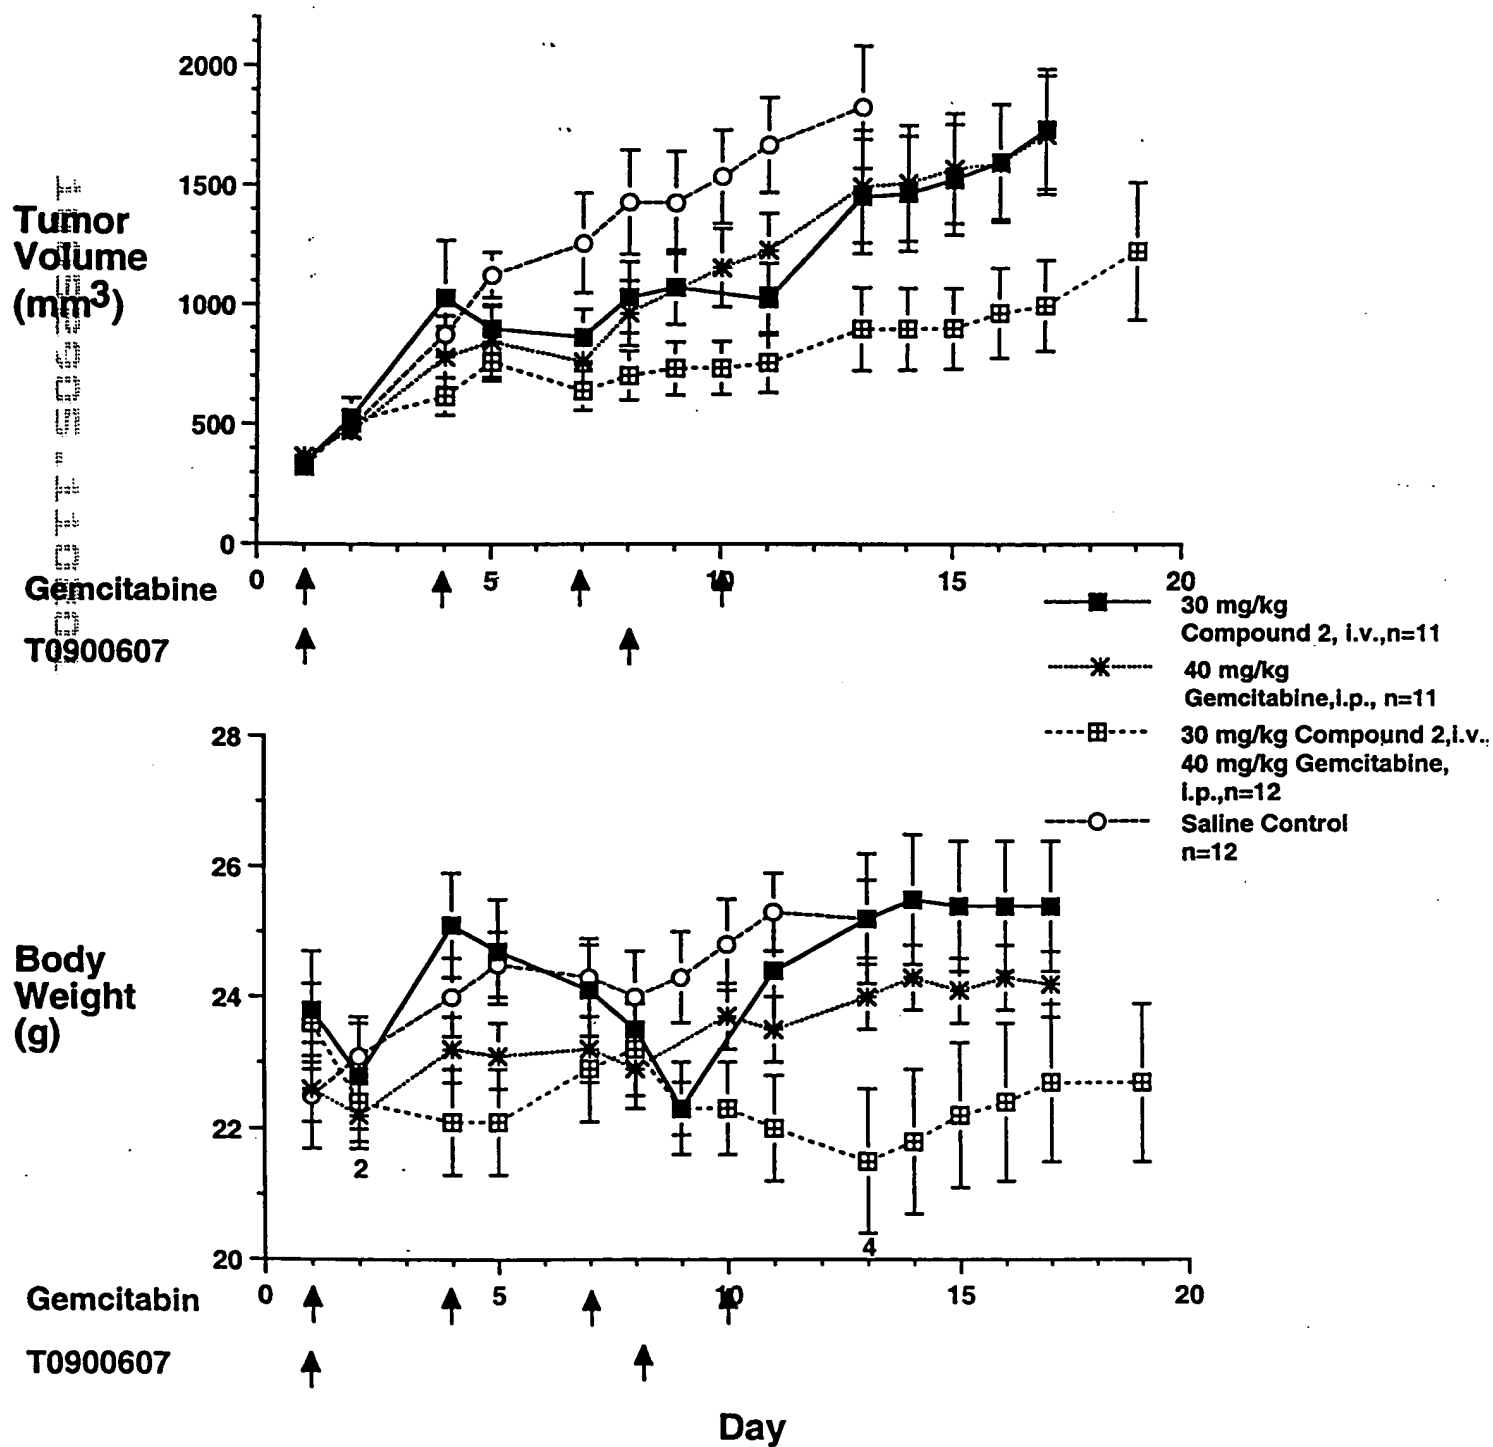 2000
1500
1000
500
0
Tumor
Volume
(mm3)
0 5 10 15 20
Gemcitabine
T0900607
30 mg/kg
Compound 2, i.v.,n=11
40 mg/kg
Gemcitabine,i.p., n=11
30 mg/kg Compound 2,i.v.,
40 mg/kg Gemcitabine,
i.p.,n=12
Saline Control
n=12
28
26
24
22
20
Body
Weight
(g)
2
4
0 5 10 15 20
Gemcitabin
T0900607
Day